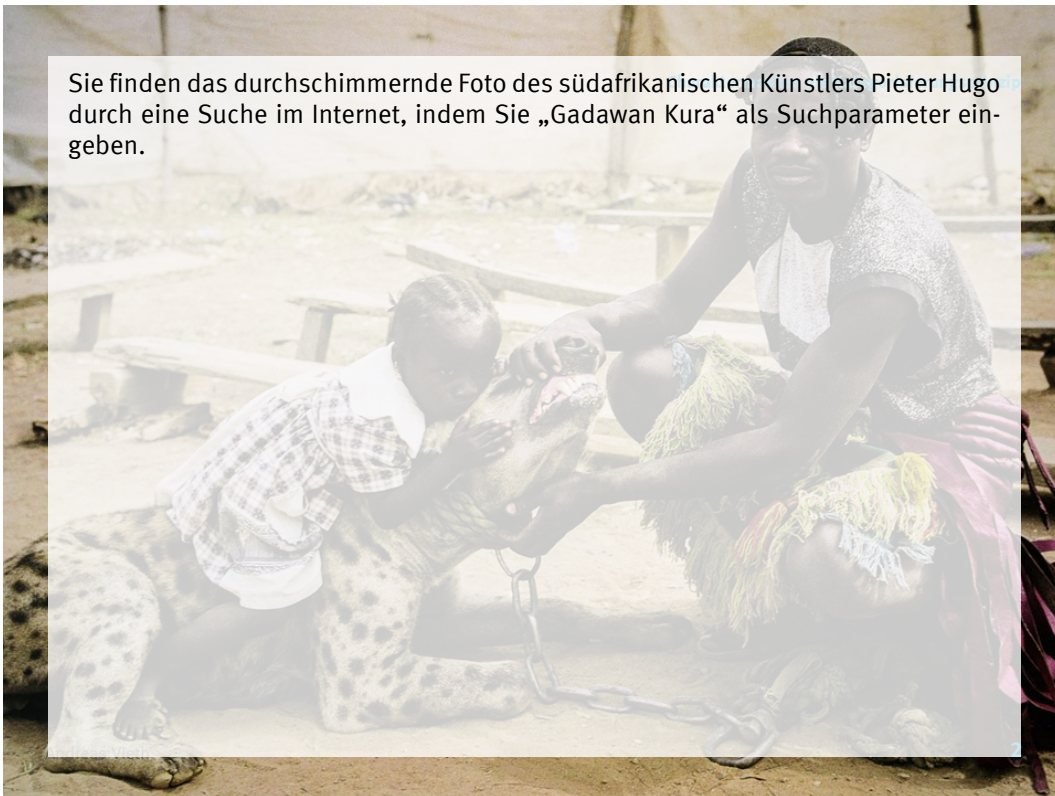 Sie finden das durchschimmernde Foto des südafrikanischen Künstlers Pieter Hugo
durch eine Suche im Internet, indem Sie „Gadawan Kura“ als Suchparameter ein-
geben.
2